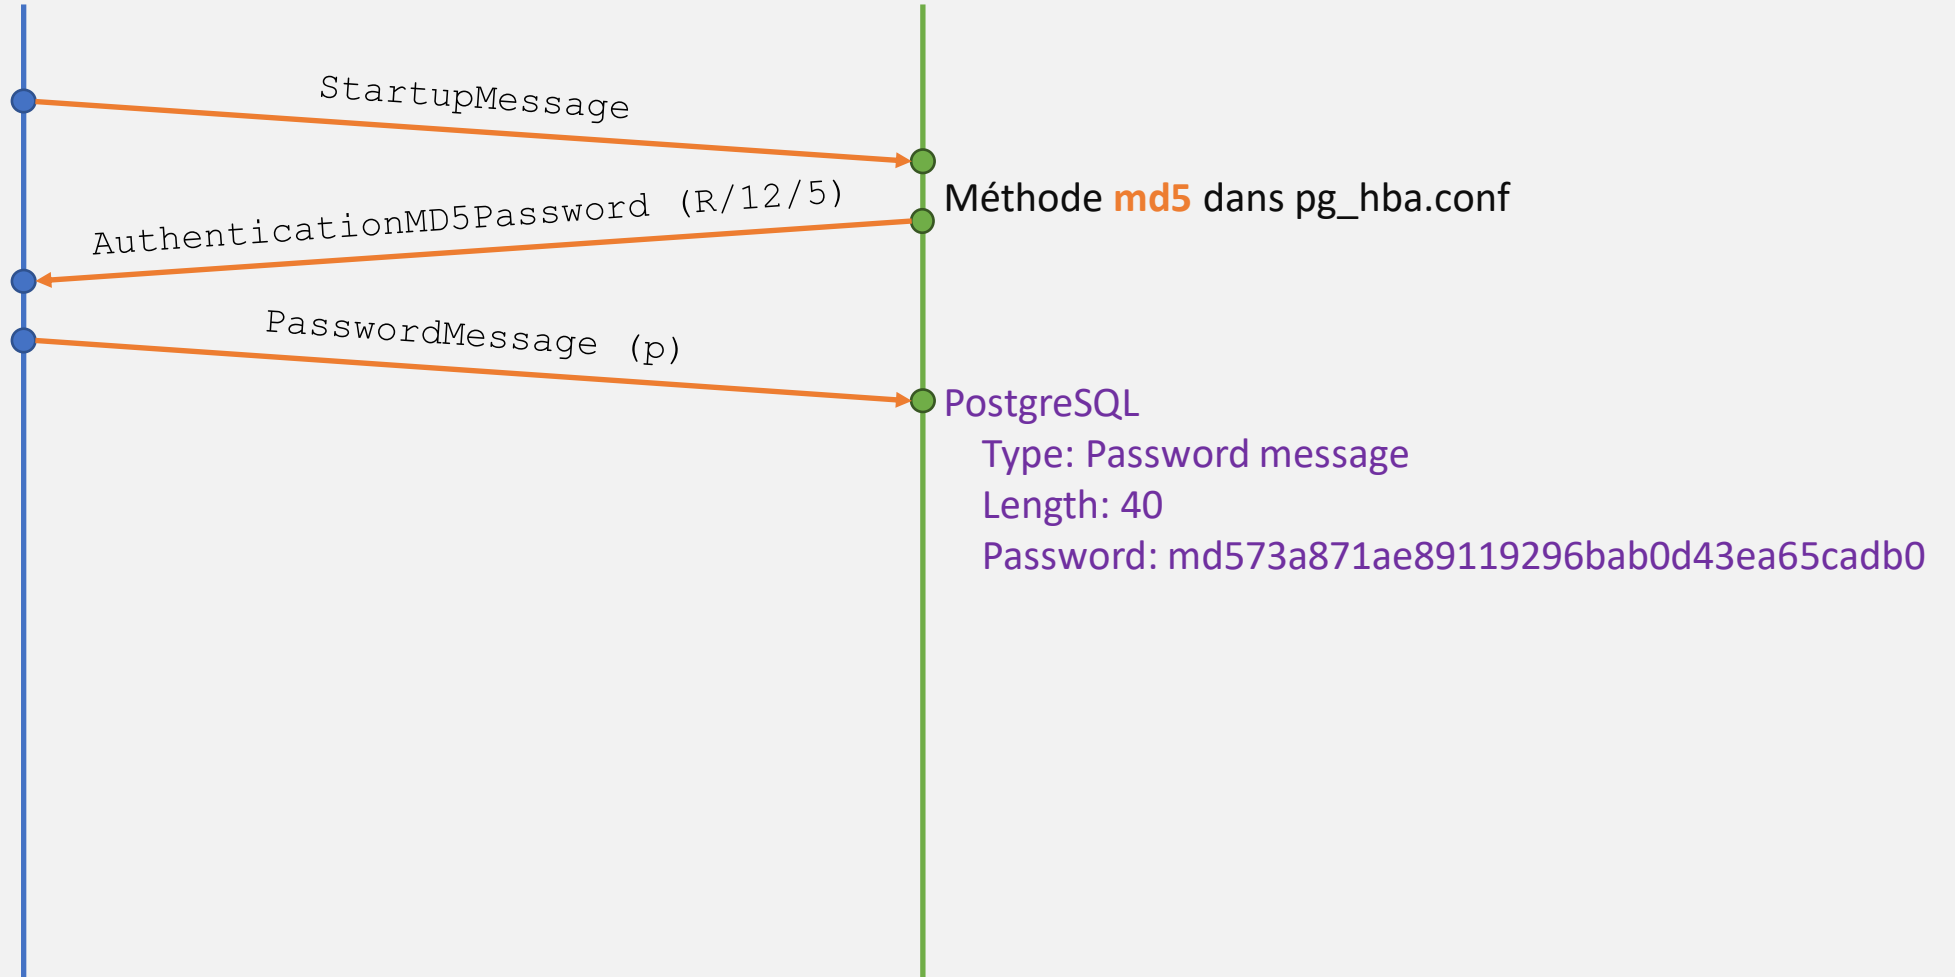 StartupMessage
AuthenticationMD5Password (R/12/5)
Méthode md5 dans pg_hba.conf
PasswordMessage (p)
PostgreSQL
Type: Password message
Length: 40
Password: md573a871ae89119296bab0d43ea65cadb0